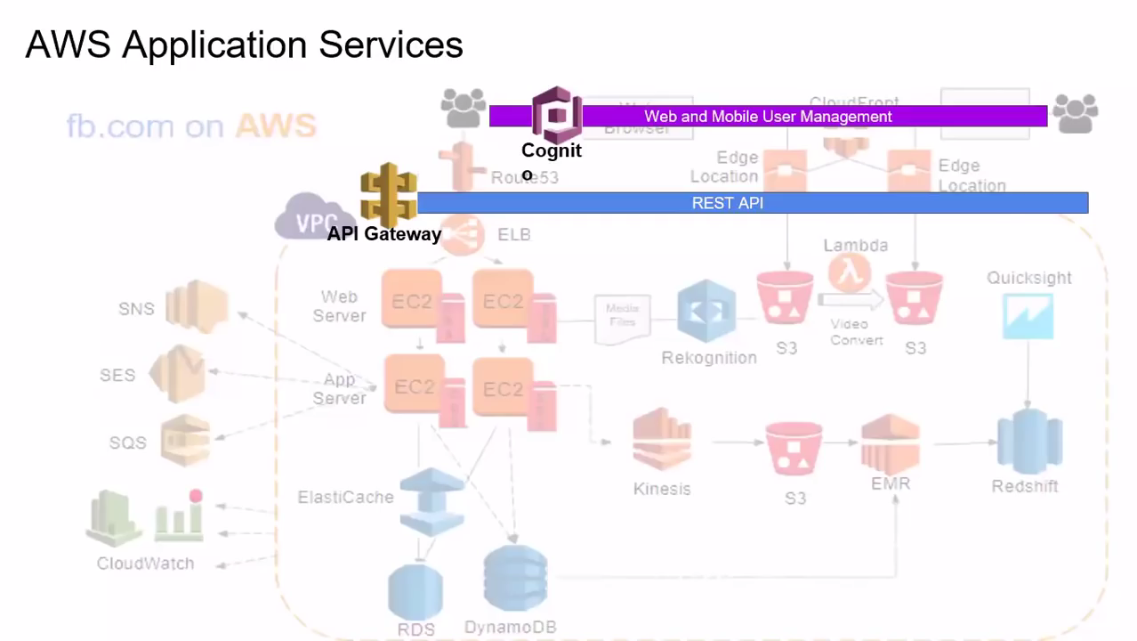 AWS Application Services
fb.com on AWS
Web
Browser
CloudFront
Web and Mobile User Management
Cognit
o
Route53
Edge
Location
Edge
Location
REST API
VPC
API Gateway
ELB
Lambda
Quicksight
SNS
Web
Server
EC2
EC2
Media
Files
Rekognition
S3
Video
Convert
S3
SES
App
Server
EC2
EC2
SQS
Kinesis
S3
EMR
Redshift
ElastiCache
CloudWatch
RDS
DynamoDB